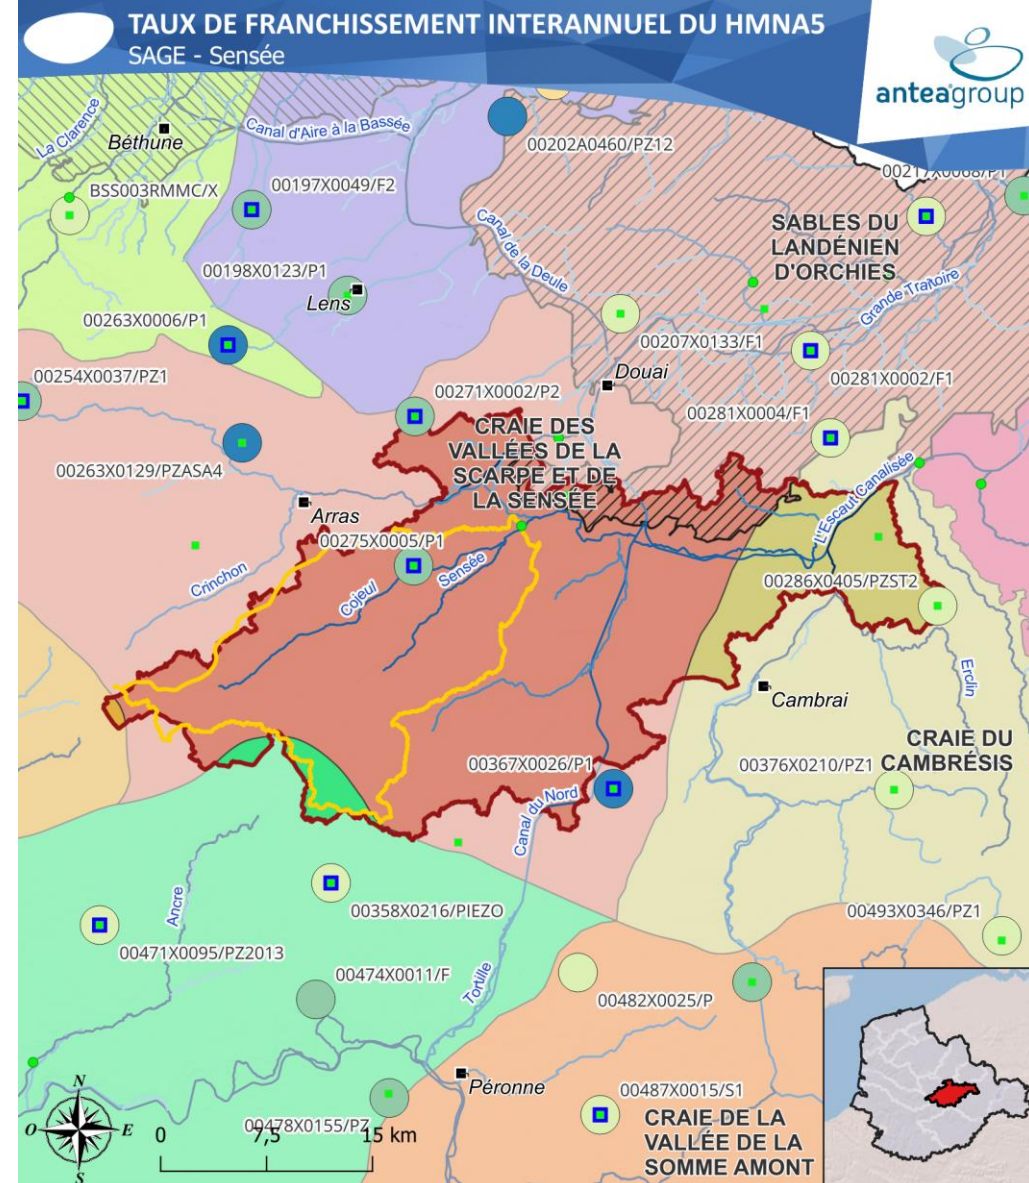 TAUX DE FRANCHISSEMENT INTERANNUEL DU HMNA5
SAGE - Sensée
anteagroup
La Clarence
Béthune
Canal d'Aire à la Bassée
00202A0460/PZ12
00217X0068/P1
BSS003RMMC/X
00197X0049/F2
Canal de la Deule
SABLES DU
LANDÉNIEN
D'ORCHIES
00198X0123/P1
Lens
Grande Traitoire
00263X0006/P1
00207X0133/F1
00254X0037/PZ1
00271X0002/P2
Douai
00281X0002/F1
00281X0004/F1
CRAIE DES
VALLÉES DE LA
SCARPE ET DE
LA SENSÉE
00263X0129/PZASA4
L'Escaut Canalisée
Arras
00275X0005/P1
Crinchon
Cojeul
Sensée
00286X0405/PZST2
Erclin
Cambrai
CRAIE DU
CAMBRÉSIS
00367X0026/P1
00376X0210/PZ1
Canal du Nord
Ancre
00358X0216/PIEZO
00493X0346/PZ1
00471X0095/PZ2013
00474X0011/F
Tortille
00482X0025/P
N
O
E
S
Péronne
00487X0015/S1
00478X0155/PZ
0
7,5
15 km
CRAIE DE LA
VALLÉE DE LA
SOMME AMONT